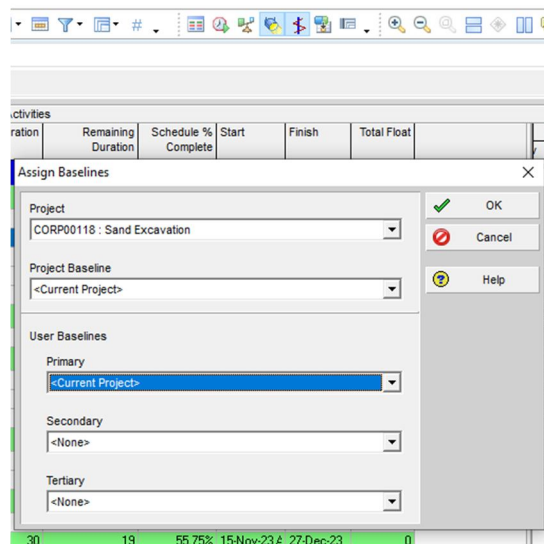 #
ctivities
ration Remaining Duration Schedule % Complete Start Finish Total Float
Assign Baselines
Project
CORP00118 : Sand Excavation
OK
Project Baseline
Cancel
<Current Project>
Help
User Baselines
Primary
<Current Project>
Secondary
<None>
Tertiary
<None>
30 19 55.75% 15-Nov-23 A 27-Dec-23 0